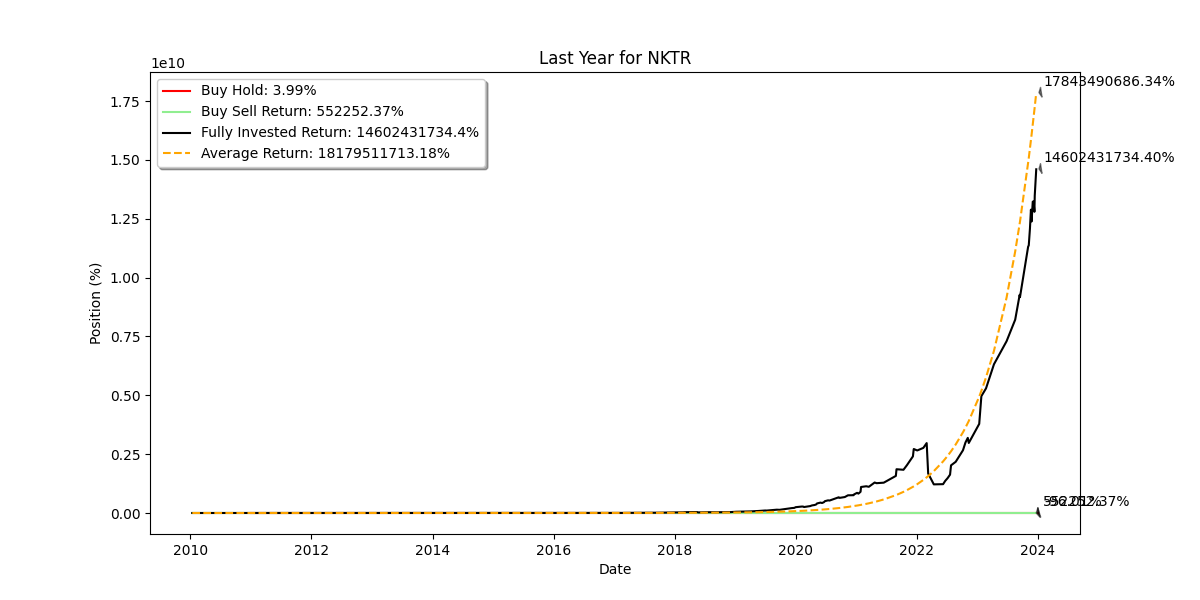 Last Year for NKTR
1e10
Buy Hold: 3.99%
Buy Sell Return: 552252.37%
Fully Invested Return: 14602431734.4%
Average Return: 18179511713.18%
17843490686.34%
14602431734.40%
552252.37%
1.75
1.50
1.25
1.00
0.75
0.50
0.25
0.00
Position (%)
2010
2012
2014
2016
2018
2020
2022
2024
Date